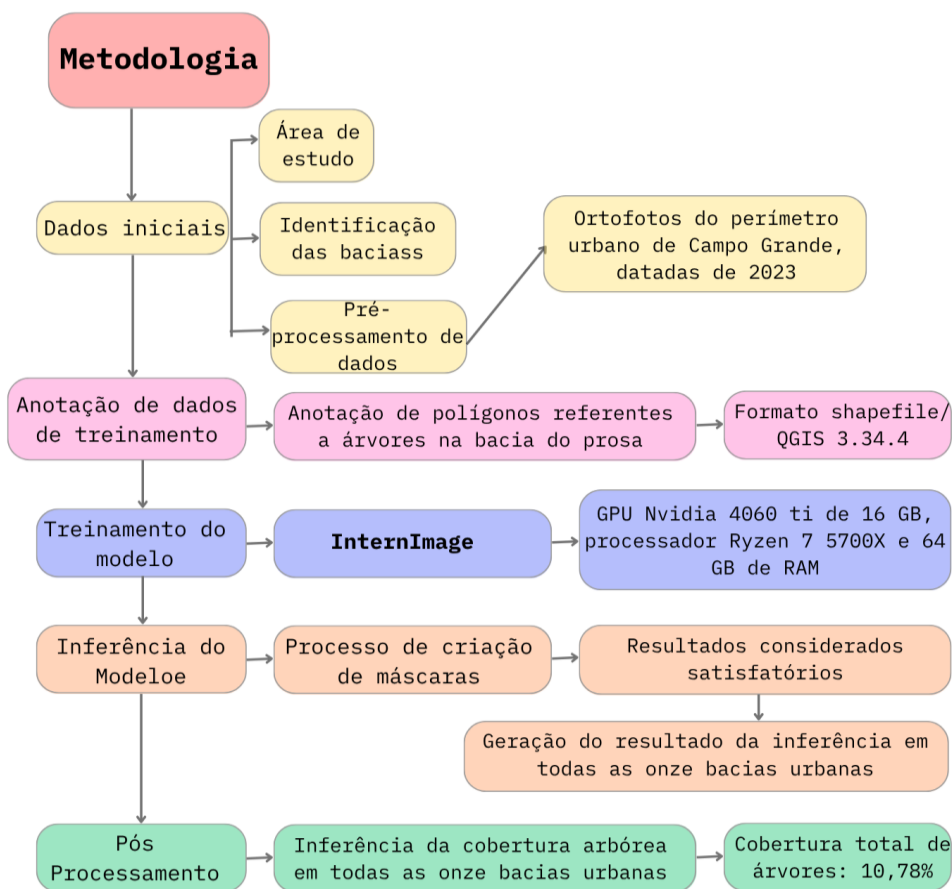 Metodologia
Área de
estudo
Dados iniciais
Identificação
das baciass
Ortofotos do perímetro
urbano de Campo Grande,
datadas de 2023
Pré-
processamento de
dados
Anotação de dados
de treinamento
Anotação de polígonos referentes
a árvores na bacia do prosa
Formato shapefile/
QGIS 3.34.4
Treinamento do
modelo
InternImage
GPU Nvidia 4060 ti de 16 GB,
processador Ryzen 7 5700X e 64
GB de RAM
Inferência do
Modeloe
Processo de criação
de máscaras
Resultados considerados
satisfatórios
Geração do resultado da inferência em
todas as onze bacias urbanas
Pós
Processamento
Inferência da cobertura arbórea
em todas as onze bacias urbanas
Cobertura total de
árvores: 10,78%